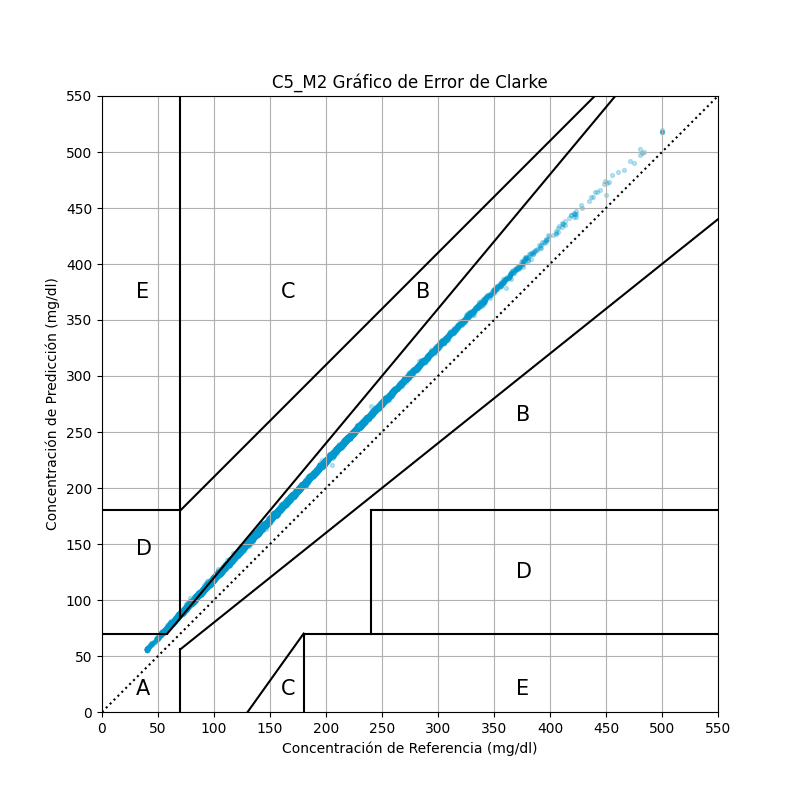 C5_M2 Gráfico de Error de Clarke
Concentración de Predicción (mg/dl)
550
500
450
400
350
300
250
200
150
100
50
0
E
C
B
B
D
D
A
C
E
0 50 100 150 200 250 300 350 400 450 500 550
Concentración de Referencia (mg/dl)